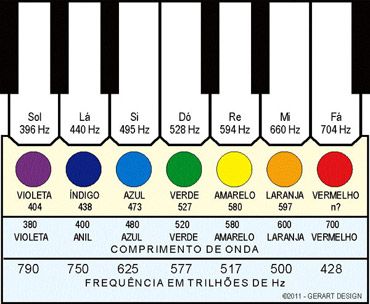 Sol Lá Si Dó Re Mi Fá
396 Hz 440 Hz 495 Hz 528 Hz 594 Hz 660 Hz 704 Hz
VIOLETA ÍNDIGO AZUL VERDE AMARELO LARANJA VERMELHO
404 438 473 527 580 597 n?
380 400 480 520 580 600 700
VIOLETA ANIL AZUL VERDE AMARELO LARANJA VERMELHO
COMPRIMENTO DE ONDA
790 750 625 577 517 500 428
FREQUÊNCIA EM TRILHÕES DE Hz
©2011 - GERART DESIGN